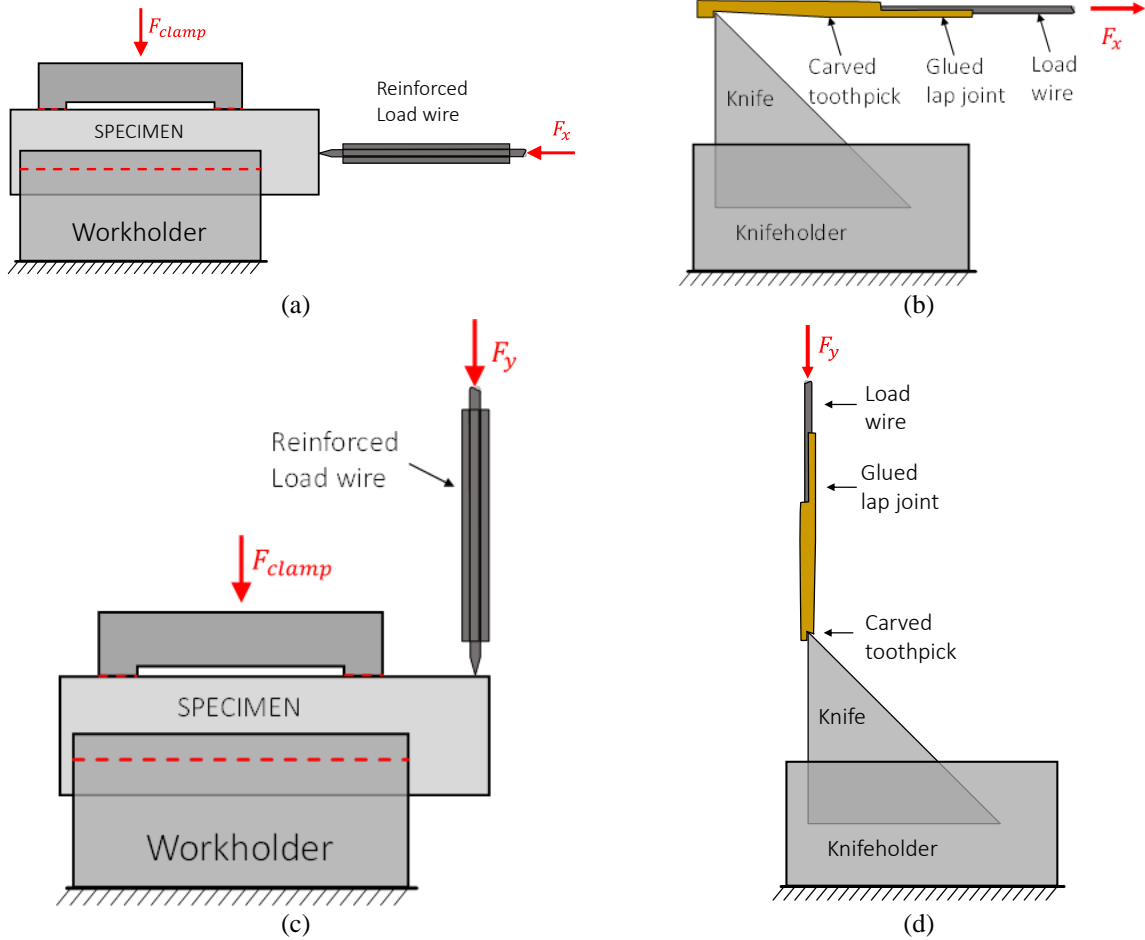 F_clamp
SPECIMEN
Workholder
Reinforced
Load wire
F_x
(a)
F_x
Carved
toothpick
Glued
lap joint
Load
wire
Knife
Knifeholder
(b)
F_y
Reinforced
Load wire
F_clamp
SPECIMEN
Workholder
(c)
F_y
Load
wire
Glued
lap joint
Carved
toothpick
Knife
Knifeholder
(d)